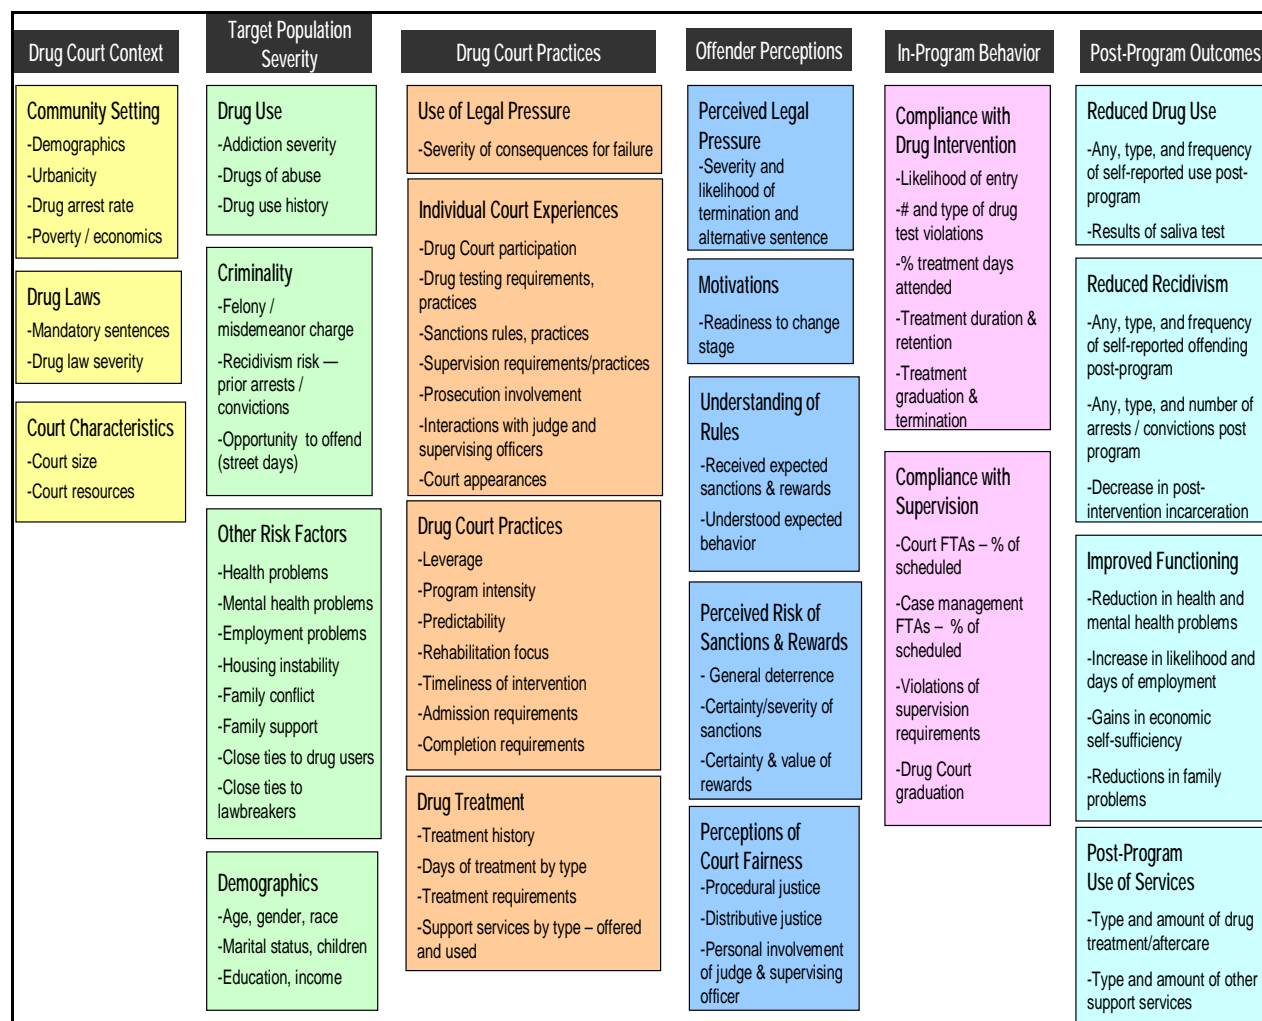 Drug Court Context
Community Setting
-Demographics
-Urbanicity
-Drug arrest rate
-Poverty / economics
Drug Laws
-Mandatory sentences
-Drug law severity
Court Characteristics
-Court size
-Court resources
Target Population
Severity
Drug Use
-Addiction severity
-Drugs of abuse
-Drug use history
Criminality
-Felony /
misdemeanor charge
-Recidivism risk —
prior arrests /
convictions
-Opportunity to offend
(street days)
Other Risk Factors
-Health problems
-Mental health problems
-Employment problems
-Housing instability
-Family conflict
-Family support
-Close ties to drug users
-Close ties to
lawbreakers
Demographics
-Age, gender, race
-Marital status, children
-Education, income
Drug Court Practices
Use of Legal Pressure
-Severity of consequences for failure
Individual Court Experiences
-Drug Court participation
-Drug testing requirements,
practices
-Sanctions rules, practices
-Supervision requirements/practices
-Prosecution involvement
-Interactions with judge and
supervising officers
-Court appearances
Drug Court Practices
-Leverage
-Program intensity
-Predictability
-Rehabilitation focus
-Timeliness of intervention
-Admission requirements
-Completion requirements
Drug Treatment
-Treatment history
-Days of treatment by type
-Treatment requirements
-Support services by type – offered
and used
Offender Perceptions
Perceived Legal
Pressure
-Severity and
likelihood of
termination and
alternative sentence
Motivations
-Readiness to change
stage
Understanding of
Rules
-Received expected
sanctions & rewards
-Understood expected
behavior
Perceived Risk of
Sanctions & Rewards
- General deterrence
-Certainty/severity of
sanctions
-Certainty & value of
rewards
Perceptions of
Court Fairness
-Procedural justice
-Distributive justice
-Personal involvement
of judge & supervising
officer
In-Program Behavior
Compliance with
Drug Intervention
-Likelihood of entry
-# and type of drug
test violations
-% treatment days
attended
-Treatment duration &
retention
-Treatment
graduation &
termination
Compliance with
Supervision
-Court FTAs – % of
scheduled
-Case management
FTAs – % of
scheduled
-Violations of
supervision
requirements
-Drug Court
graduation
Post-Program Outcomes
Reduced Drug Use
-Any, type, and frequency
of self-reported use post-
program
-Results of saliva test
Reduced Recidivism
-Any, type, and frequency
of self-reported offending
post-program
-Any, type, and number of
arrests / convictions post
program
-Decrease in post-
intervention incarceration
Improved Functioning
-Reduction in health and
mental health problems
-Increase in likelihood and
days of employment
-Gains in economic
self-sufficiency
-Reductions in family
problems
Post-Program
Use of Services
-Type and amount of drug
treatment/aftercare
-Type and amount of other
support services